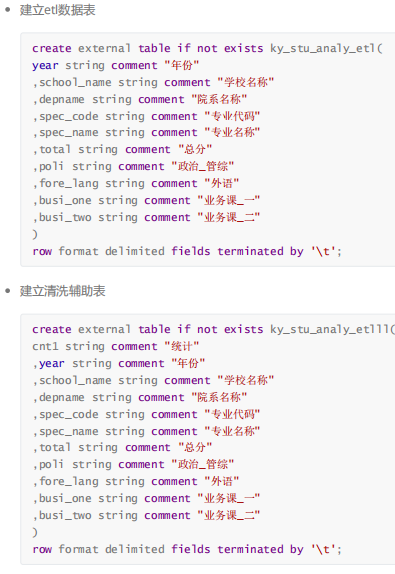 建立etl数据表
create external table if not exists ky_stu_analy_etl(
year string comment "年份"
,school_name string comment "学校名称"
,depname string comment "院系名称"
,spec_code string comment "专业代码"
,spec_name string comment "专业名称"
,total string comment "总分"
,poli string comment "政治_管综"
,fore_lang string comment "外语"
,busi_one string comment "业务课_一"
,busi_two string comment "业务课_二"
)
row format delimited fields terminated by '\t';
建立清洗辅助表
create external table if not exists ky_stu_analy_etlll(
cnt1 string comment "统计"
,year string comment "年份"
,school_name string comment "学校名称"
,depname string comment "院系名称"
,spec_code string comment "专业代码"
,spec_name string comment "专业名称"
,total string comment "总分"
,poli string comment "政治_管综"
,fore_lang string comment "外语"
,busi_one string comment "业务课_一"
,busi_two string comment "业务课_二"
)
row format delimited fields terminated by '\t';